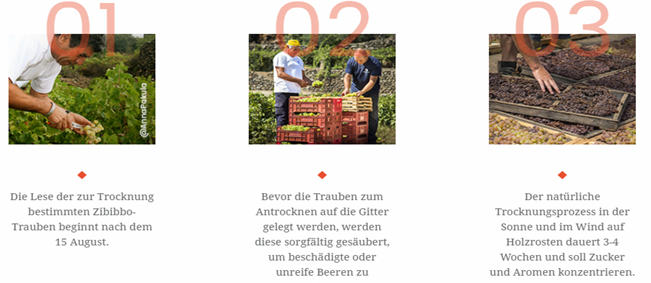 01
02
03
@AnnaPakula
Die Lese der zur Trocknung
bestimmten Zibibbo-
Trauben beginnt nach dem
15 August.
Bevor die Trauben zum
Antrocknen auf die Gitter
gelegt werden, werden
diese sorgfältig gesäubert,
um beschädigte oder
unreife Beeren zu
Der natürliche
Trocknungsprozess in der
Sonne und im Wind auf
Holzrosten dauert 3-4
Wochen und soll Zucker
und Aromen konzentrieren.